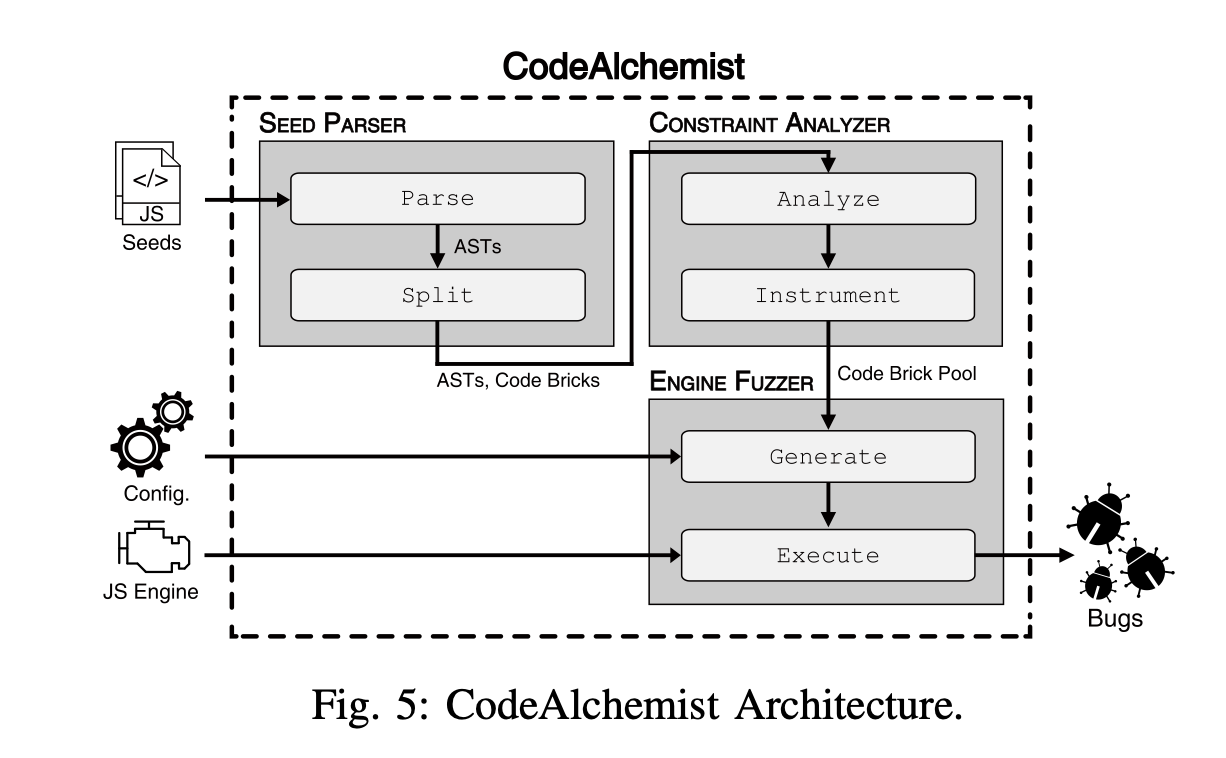 CodeAlchemist
SEED PARSER
CONSTRAINT ANALYZER
</>
JS
Seeds
Parse
ASTs
Split
Analyze
Instrument
ASTs, Code Bricks
ENGINE FUZZER
Code Brick Pool
Config.
Generate
JS Engine
Execute
Bugs
Fig. 5: CodeAlchemist Architecture.